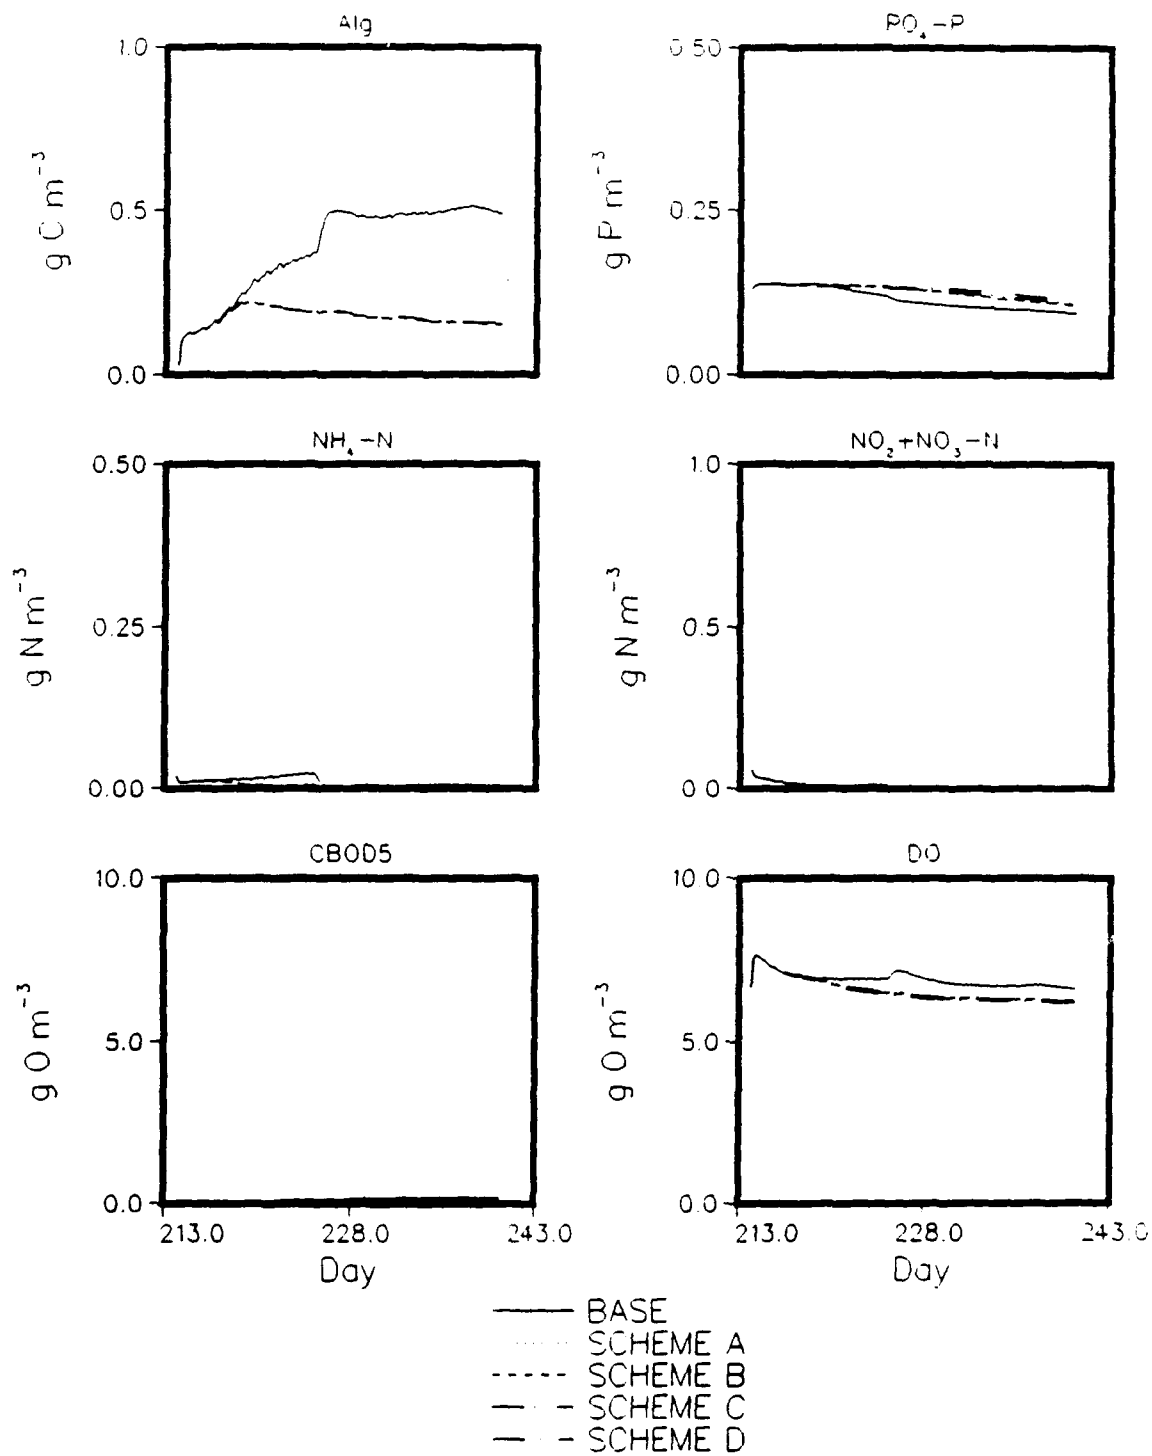 Alg
1.0
0.5
0.0
g C m⁻³
PO₄-P
0.50
0.25
0.00
g P m⁻³
NH₄-N
0.50
0.25
0.00
g N m⁻³
NO₂+NO₃-N
1.0
0.5
0.0
g N m⁻³
CBOD5
10.0
5.0
0.0
g O m⁻³
213.0
228.0
243.0
Day
DO
10.0
5.0
0.0
g O m⁻³
213.0
228.0
243.0
Day
BASE
SCHEME A
SCHEME B
SCHEME C
SCHEME D